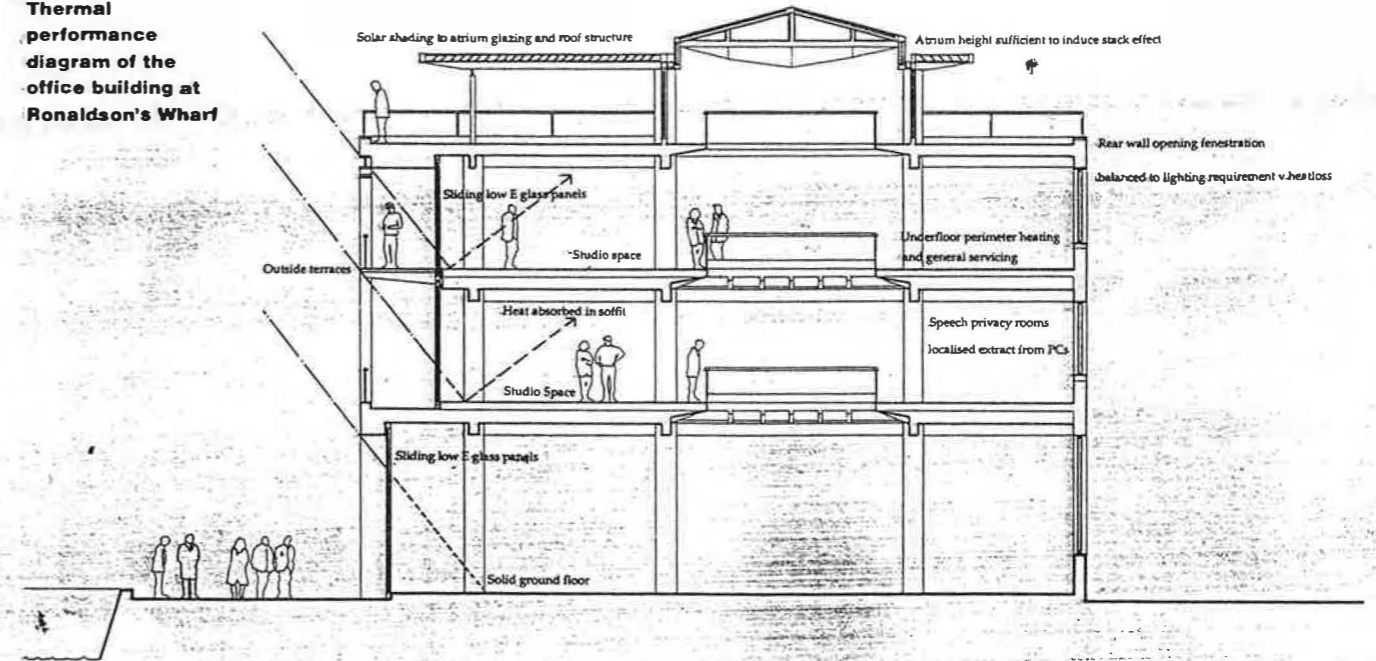 Thermal
performance
diagram of the
office building at
Ronaldson's Wharf
Solar shading to atrium glazing and roof structure
Atrium height sufficient to induce stack effect
Rear wall opening fenestration
balanced to lighting requirement v.heatloss
Sliding low E glass panels
Studio space
Underfloor perimeter heating
and general servicing
Outside terraces
Heat absorbed in soffit
Speech privacy rooms
localised extract from PCs
Studio Space
Sliding low E glass panels
Solid ground floor